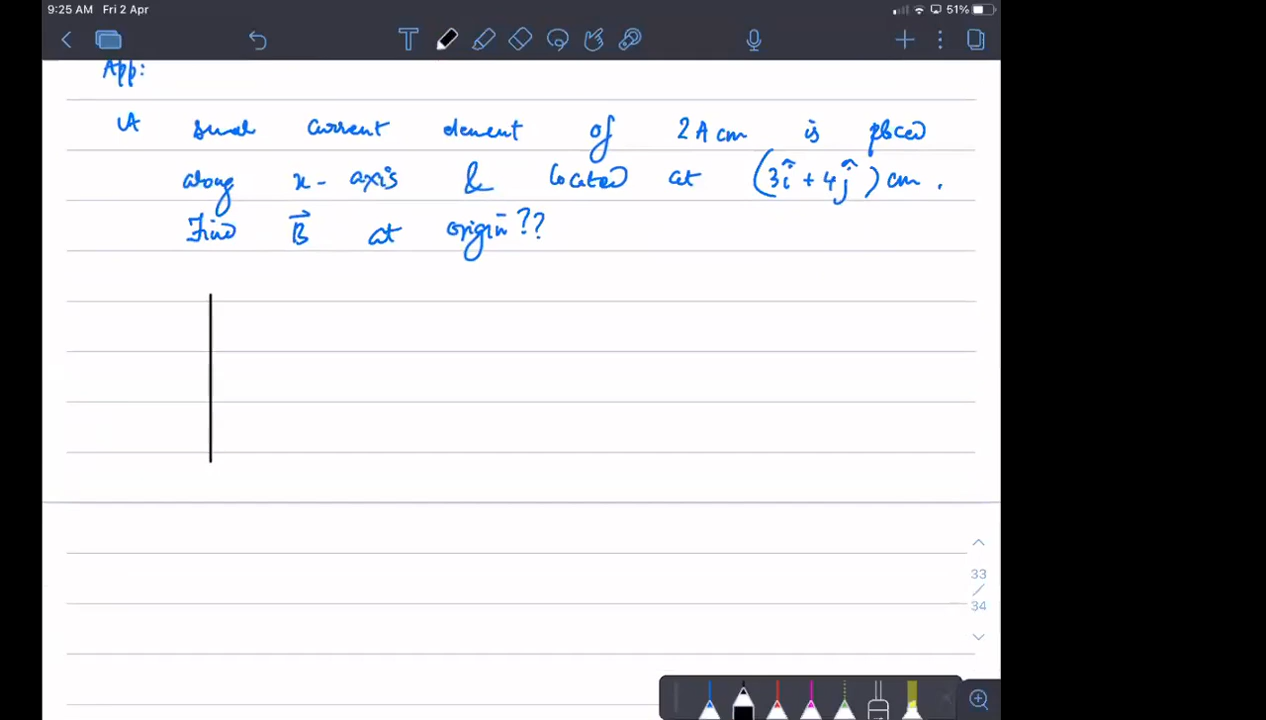 9:25 AM Fri 2 Apr
51%
T
App:
A small current element of 2 A cm is placed
along x-axis & located at (3î + 4ĵ) cm.
Find B⃗ at origin??
33
/
34